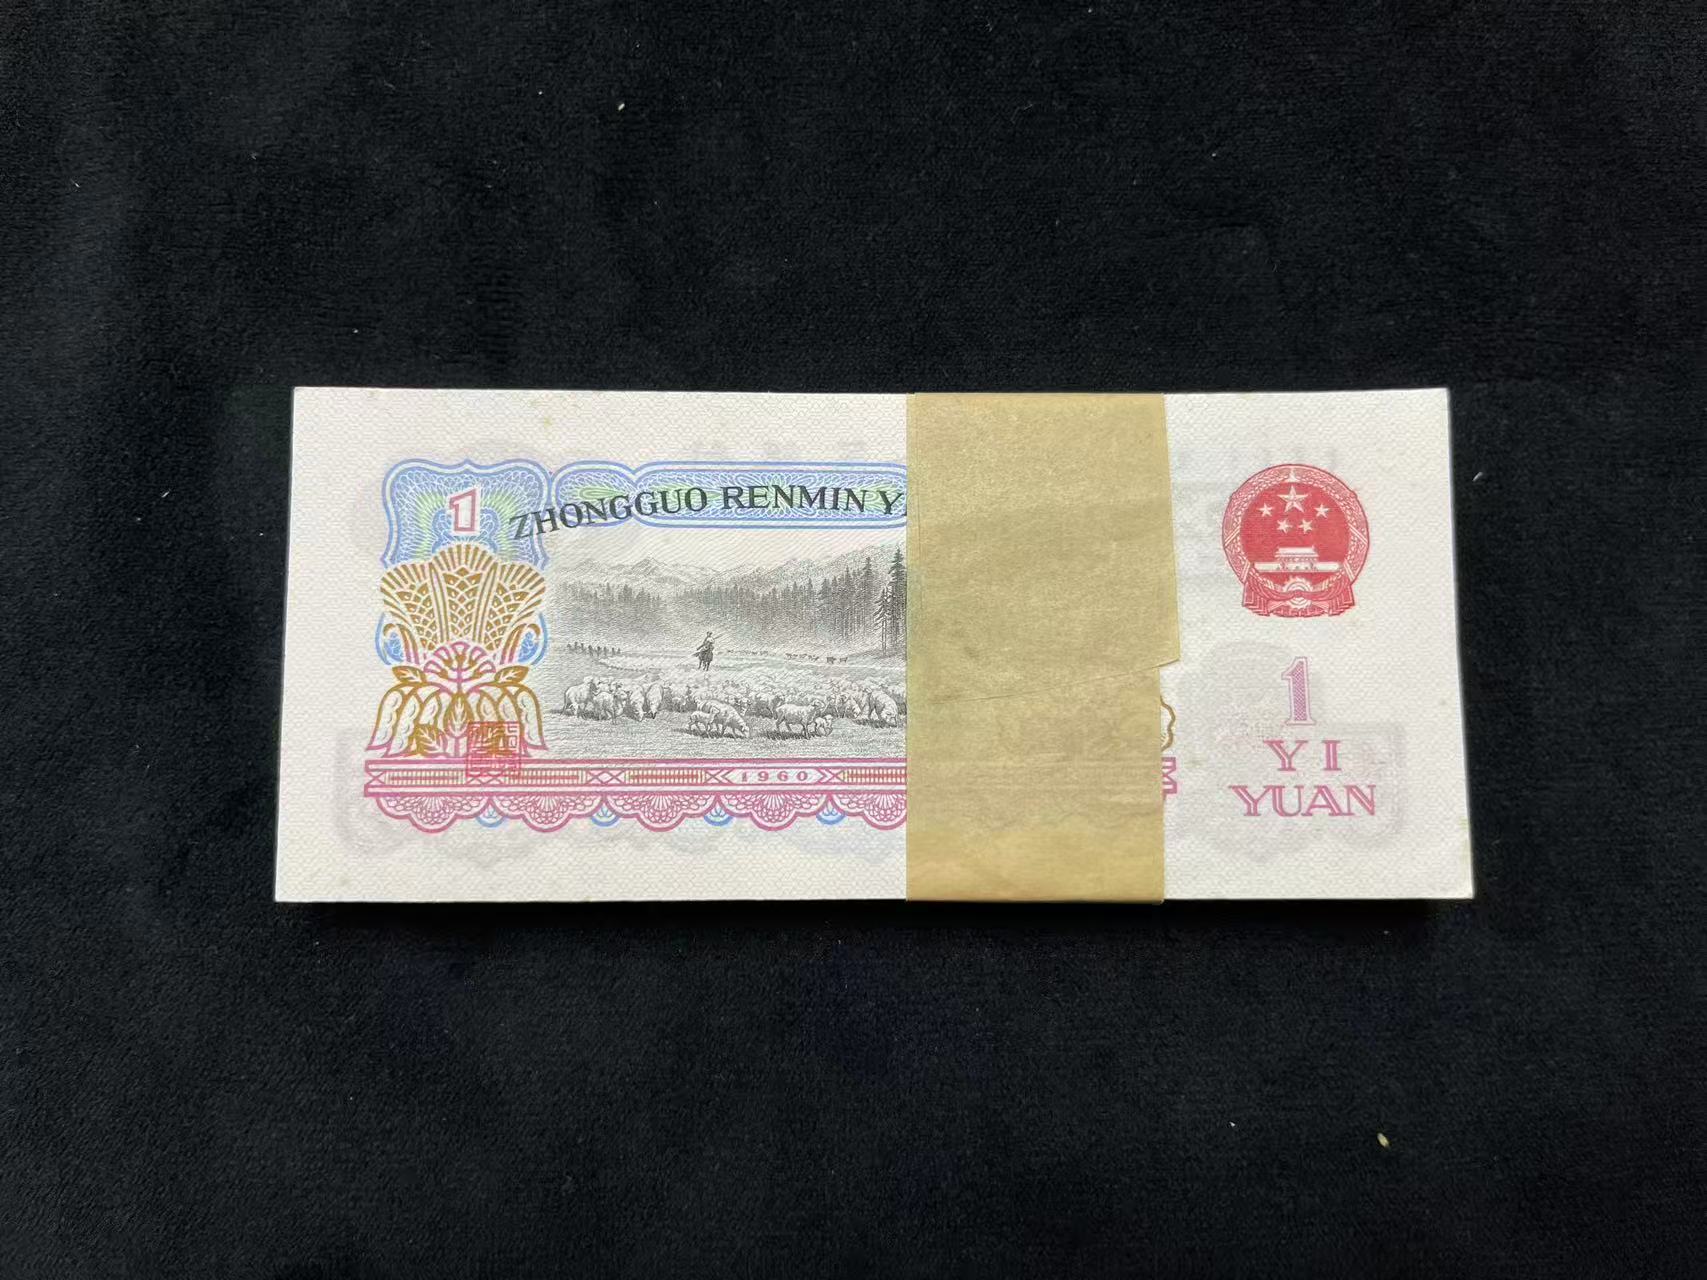 1
ZHONGGUO RENMIN Y
1960
1
YI
YUAN